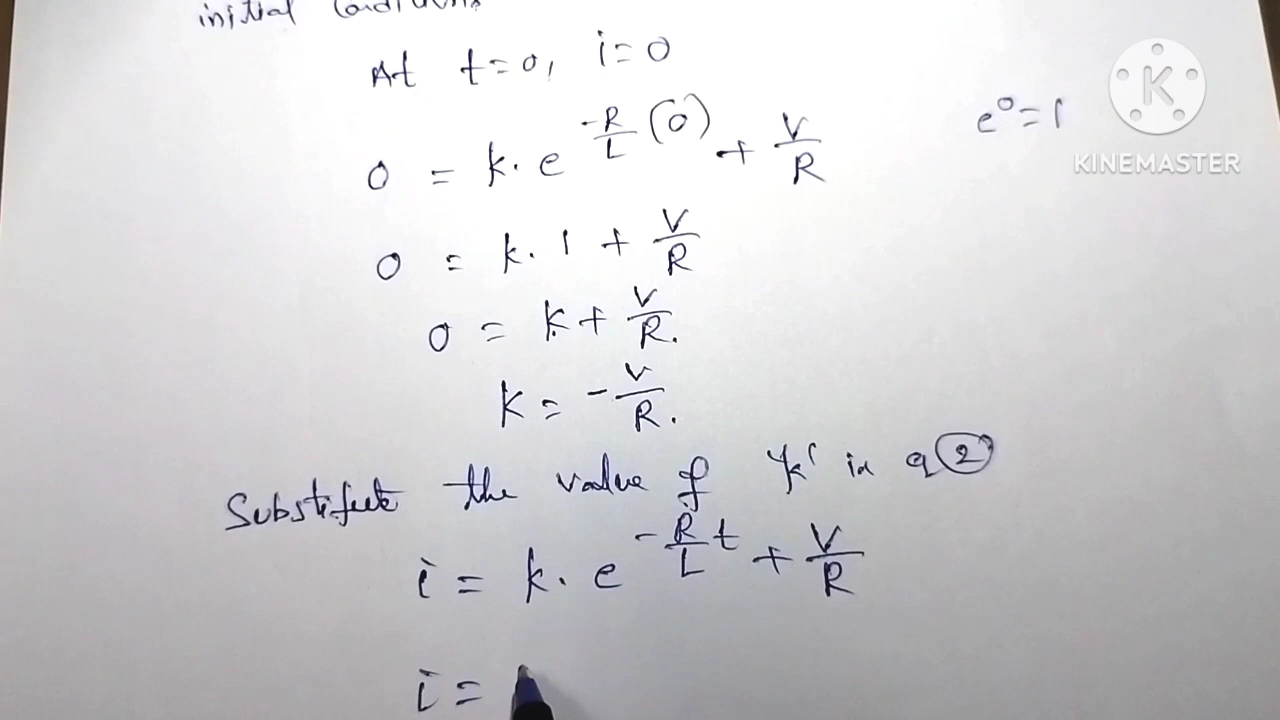 initial conditions
At t=0, i=0
0 = k. e^{-R/L (0)} + V/R
e^0=1
K
KINEMASTER
0 = k. 1 + V/R
0 = k+ V/R.
K = - V/R.
Substitute the value of 'k' in eq ②
i = k. e^{-R/L t} + V/R
i =